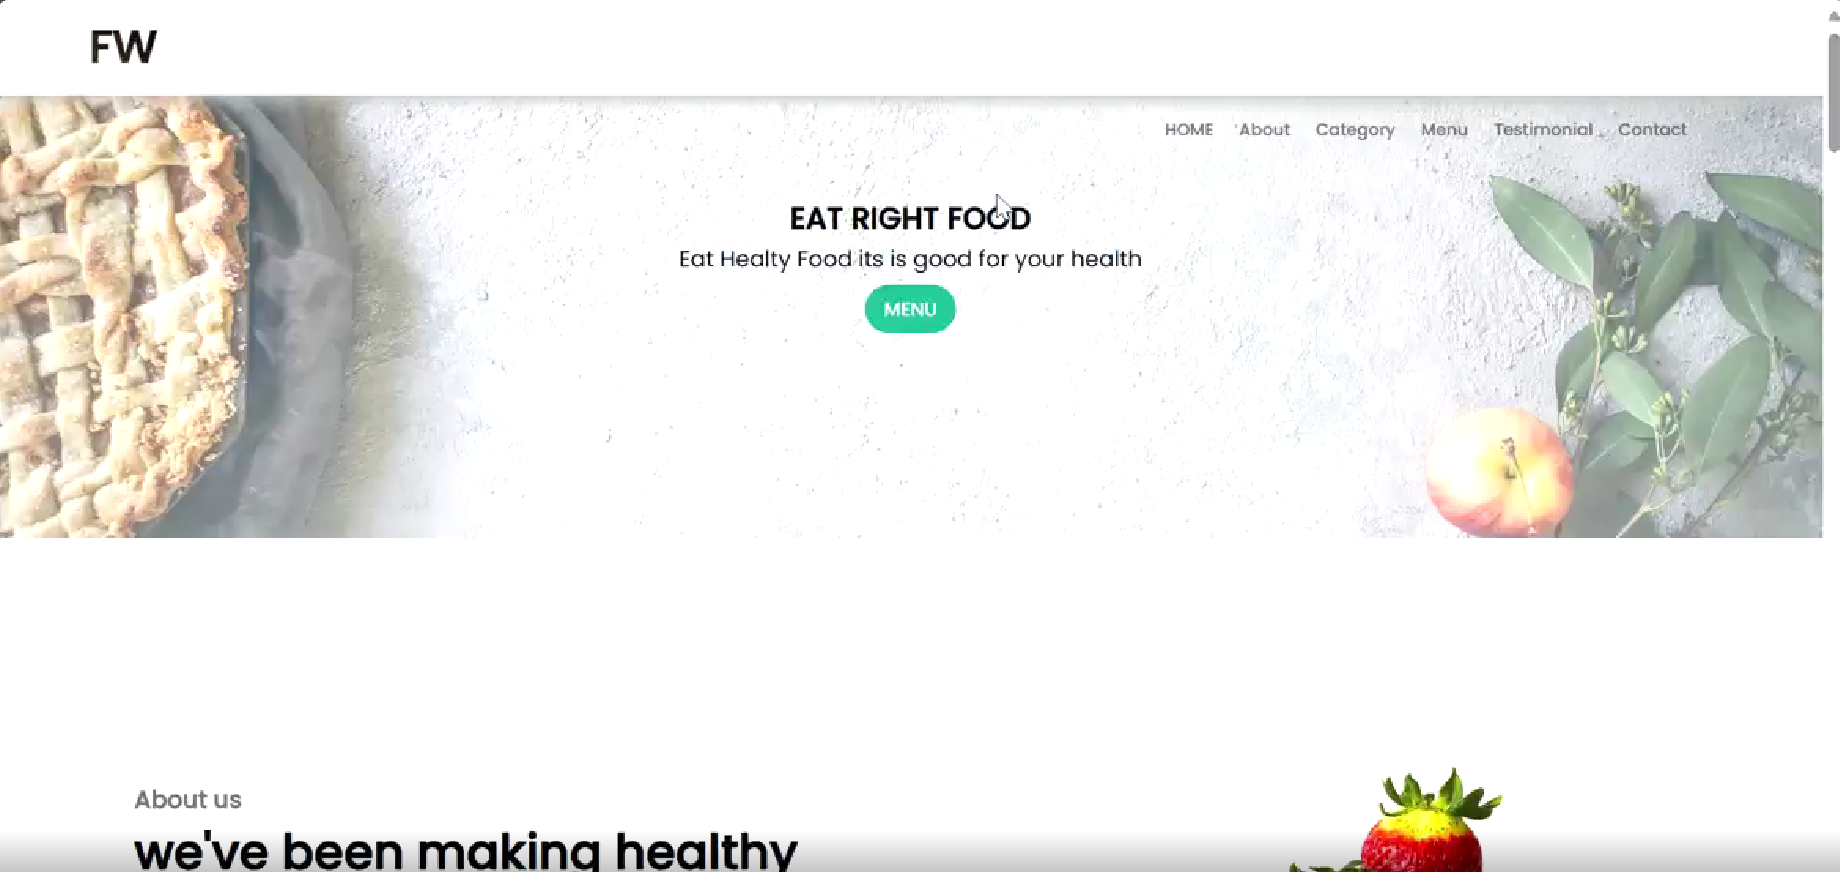 FW
HOME About Category Menu Testimonial Contact
EAT RIGHT FOOD
Eat Healty Food its is good for your health
MENU
About us
we've been making healthy